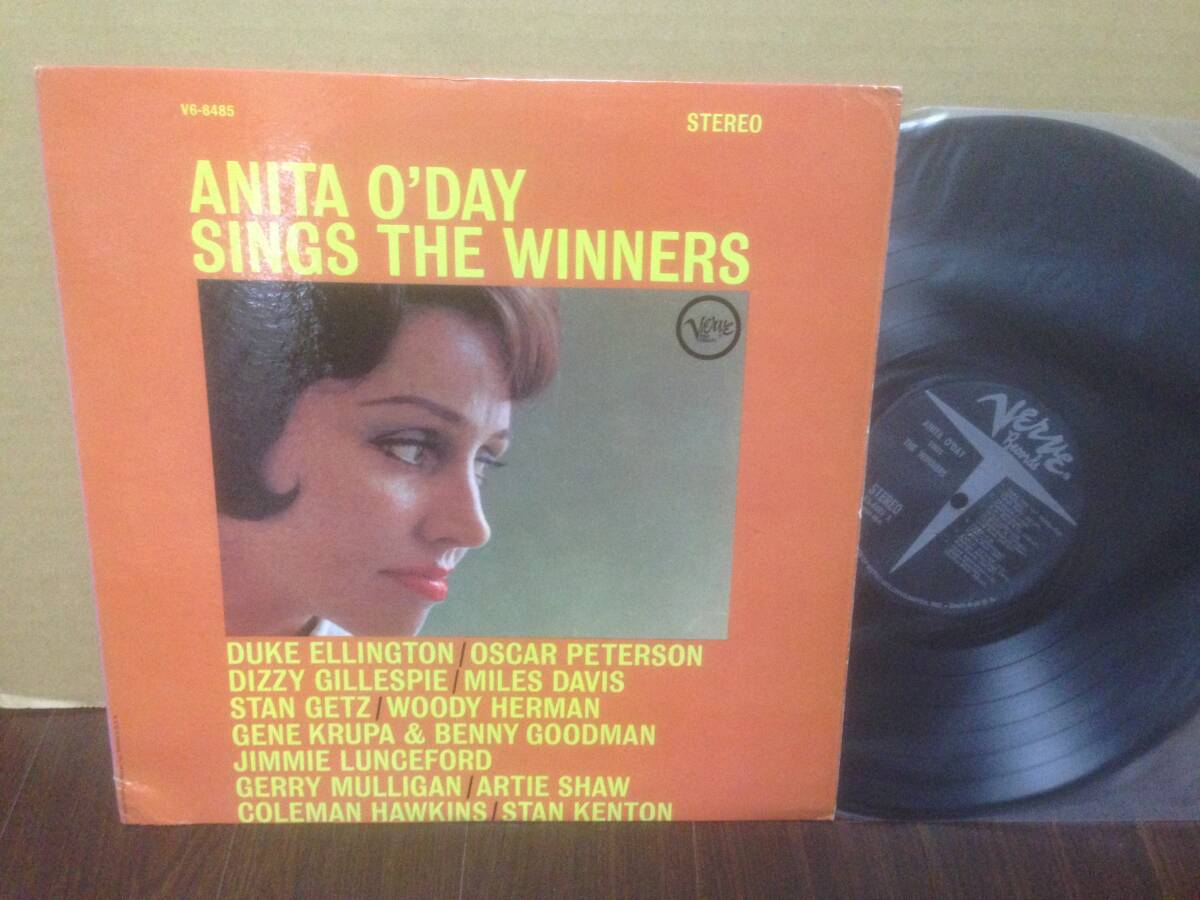 V6-8485
STEREO
ANITA O'DAY
SINGS THE WINNERS
VERVE
DUKE ELLINGTON/OSCAR PETERSON
DIZZY GILLESPIE/MILES DAVIS
STAN GETZ/WOODY HERMAN
GENE KRUPA & BENNY GOODMAN
JIMMIE LUNCEFORD
GERRY MULLIGAN/ARTIE SHAW
COLEMAN HAWKINS/STAN KENTON
VERVE
Records
ANITA O'DAY
SINGS
THE WINNERS
STEREO